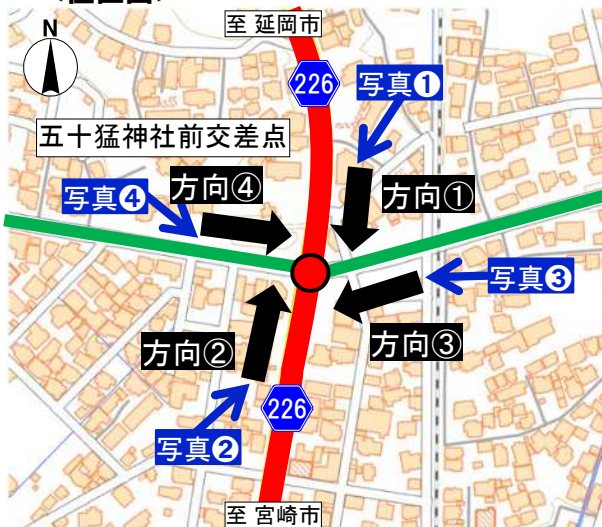 至 延岡市
N
226
写真❶
五十猛神社前交差点
方向④
方向①
写真❹
写真❸
方向②
方向③
226
写真❷
至 宮崎市